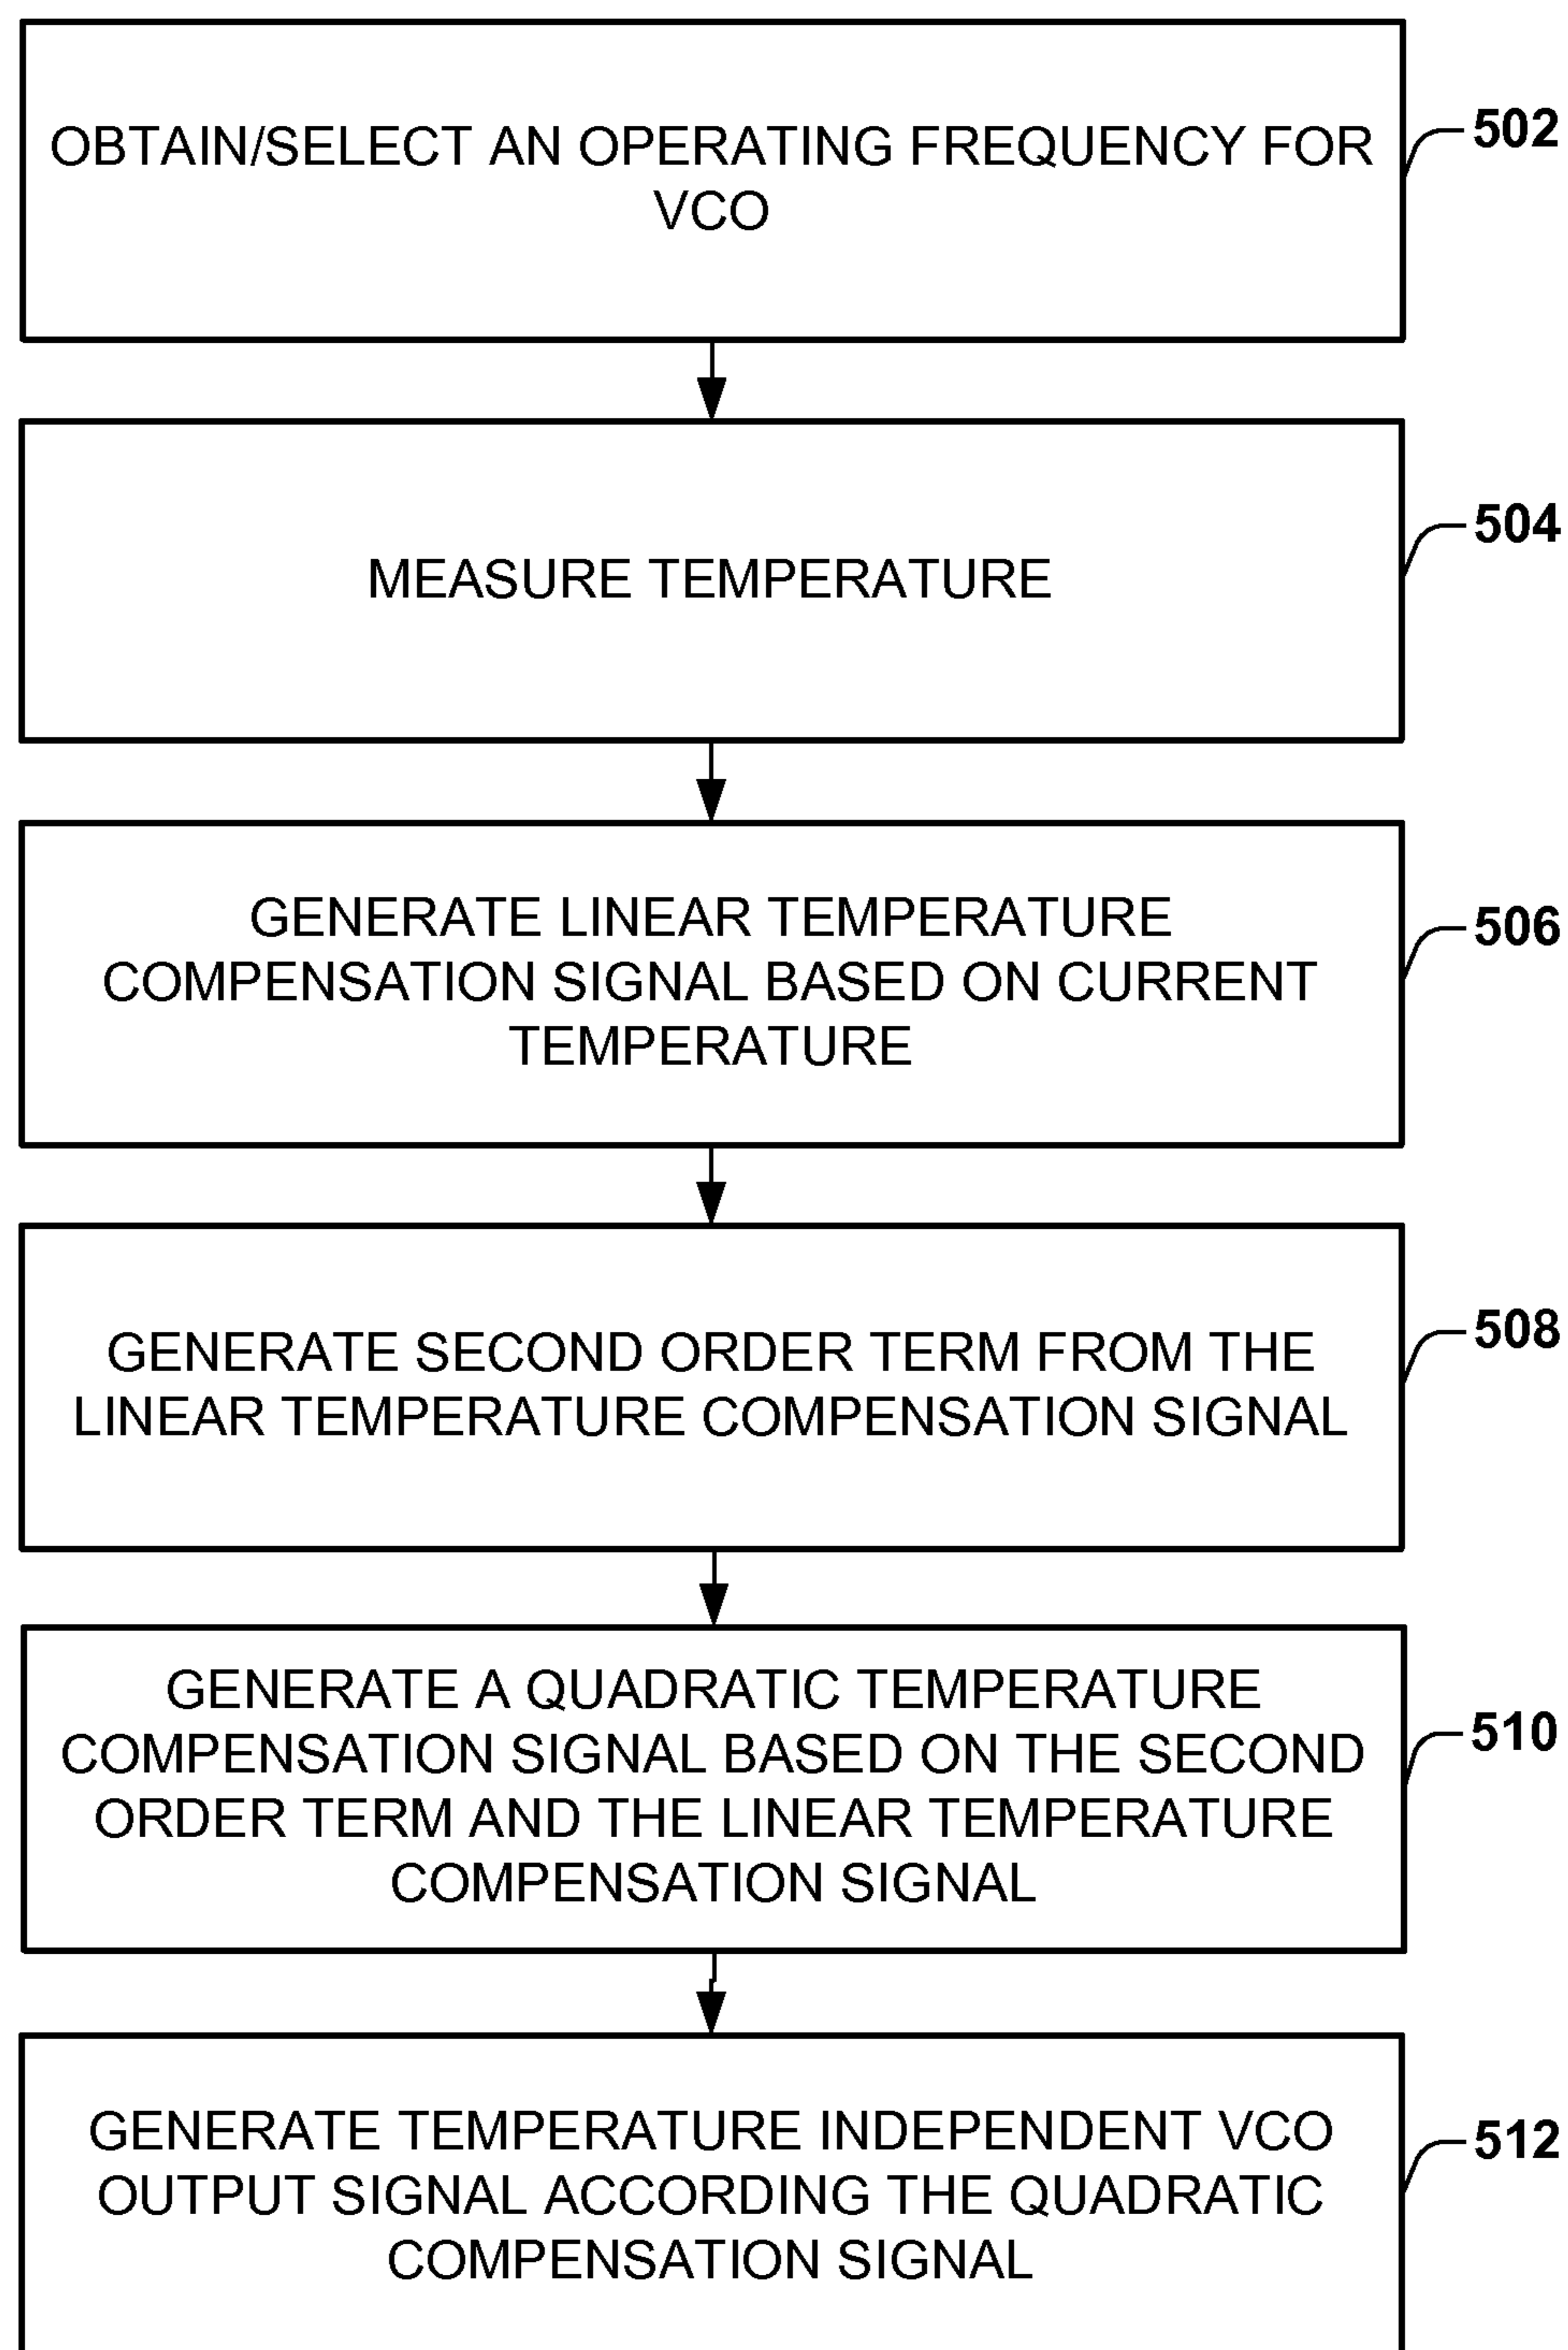 OBTAIN/SELECT AN OPERATING FREQUENCY FOR
VCO
502
MEASURE TEMPERATURE
504
GENERATE LINEAR TEMPERATURE
COMPENSATION SIGNAL BASED ON CURRENT
TEMPERATURE
506
GENERATE SECOND ORDER TERM FROM THE
LINEAR TEMPERATURE COMPENSATION SIGNAL
508
GENERATE A QUADRATIC TEMPERATURE
COMPENSATION SIGNAL BASED ON THE SECOND
ORDER TERM AND THE LINEAR TEMPERATURE
COMPENSATION SIGNAL
510
GENERATE TEMPERATURE INDEPENDENT VCO
OUTPUT SIGNAL ACCORDING THE QUADRATIC
COMPENSATION SIGNAL
512